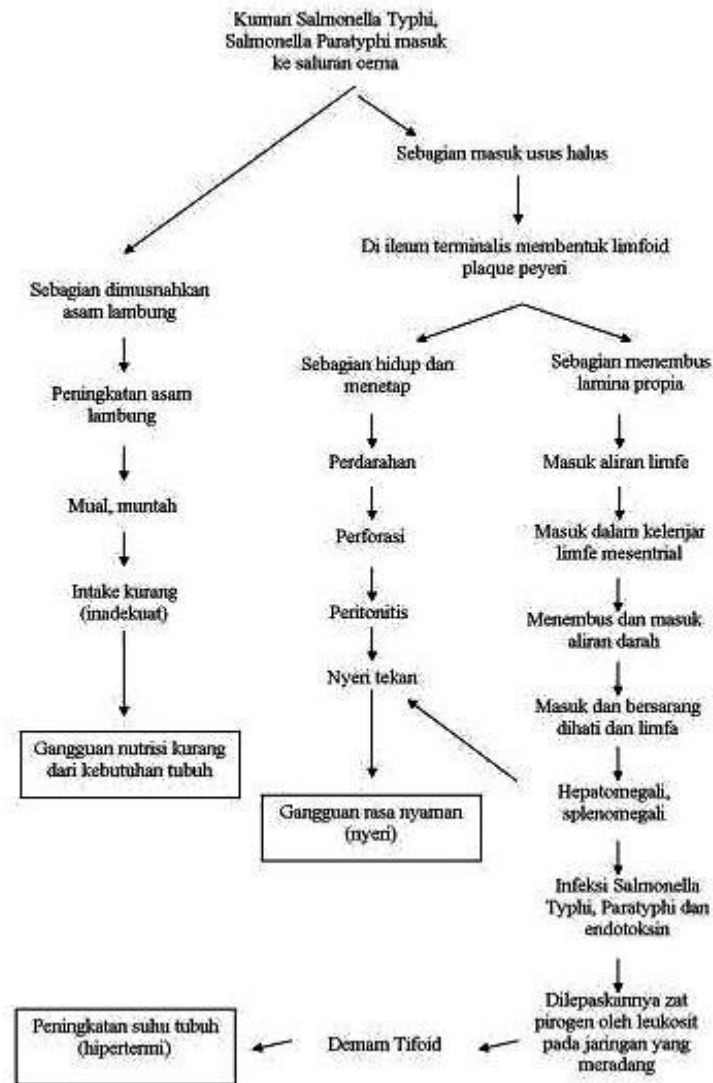 Kuman Salmonella Typhi,
Salmonella Paratyphi masuk
ke saluran cerna
Sebagian masuk usus halus
Di ileum terminalis membentuk limfoid
plaque peyeri
Sebagian dimusnahkan
asam lambung
Peningkatan asam
lambung
Mual, muntah
Intake kurang
(inadekuat)
Gangguan nutrisi kurang
dari kebutuhan tubuh
Sebagian hidup dan
menetap
Perdarahan
Perforasi
Peritonitis
Nyeri tekan
Gangguan rasa nyaman
(nyeri)
Sebagian menembus
lamina propia
Masuk aliran limfe
Masuk dalam kelenjar
limfe mesentrial
Menembus dan masuk
aliran darah
Masuk dan bersarang
dihati dan limfa
Hepatomegali,
splenomegali
Infeksi Salmonella
Typhi, Paratyphi dan
endotoksin
Dilepaskannya zat
pirogen oleh leukosit
pada jaringan yang
meradang
Demam Tifoid
Peningkatan suhu tubuh
(hipertermi)